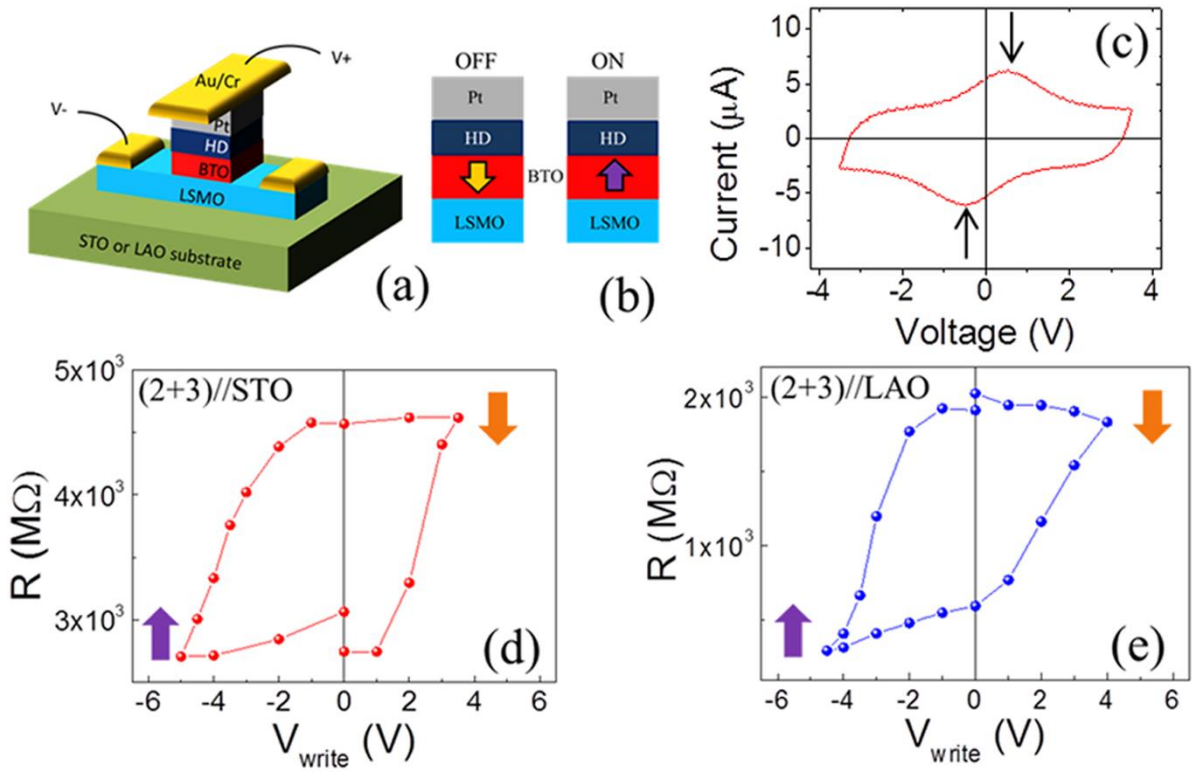 V+
Au/Cr
V-
Pt
HD
BTO
LSMO
STO or LAO substrate
(a)
OFF
ON
Pt
Pt
HD
HD
BTO
LSMO
LSMO
(b)
10
5
0
-5
-10
Current (μA)
-4
-2
0
2
4
Voltage (V)
(c)
(2+3)//STO
5x10³
4x10³
3x10³
R (MΩ)
-6
-4
-2
0
2
4
6
V write (V)
(d)
(2+3)//LAO
2x10³
1x10³
R (MΩ)
-6
-4
-2
0
2
4
6
V write (V)
(e)